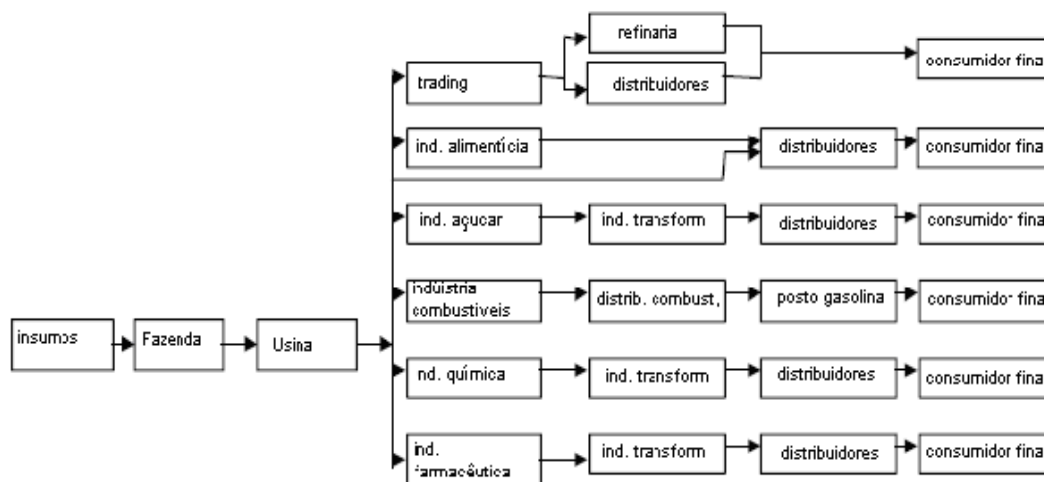 refinaria
consumidor fina
trading
distribuidores
ind. alimentícia
distribuidores
consumidor fina
ind. açucar
ind. transform
distribuidores
consumidor fina
indústria
combustiveis
distrib. combust,
posto gasolina
consumidor fina
insumos
Fazenda
Usina
nd. química
ind. transform
distribuidores
consumidor fina
ind.
farmacêutica
ind. transform
distribuidores
consumidor fina